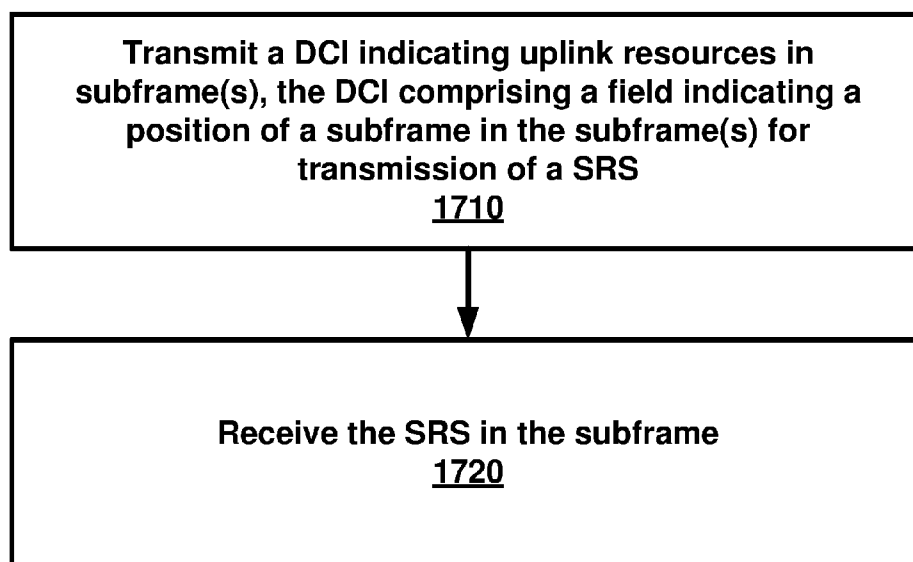 Transmit a DCI indicating uplink resources in
subframe(s), the DCI comprising a field indicating a
position of a subframe in the subframe(s) for
transmission of a SRS
1710
Receive the SRS in the subframe
1720